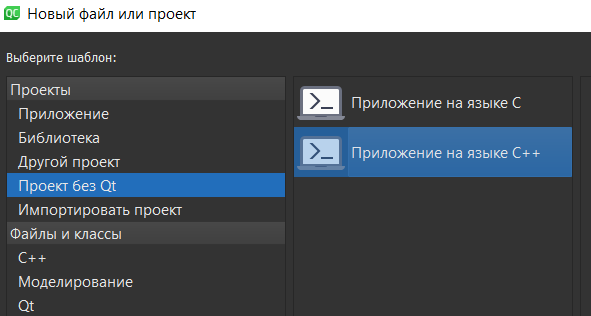 QC Новый файл или проект
Выберите шаблон:
Проекты
Приложение
Библиотека
Другой проект
Проект без Qt
Импортировать проект
Файлы и классы
C++
Моделирование
Qt
Приложение на языке C
Приложение на языке C++